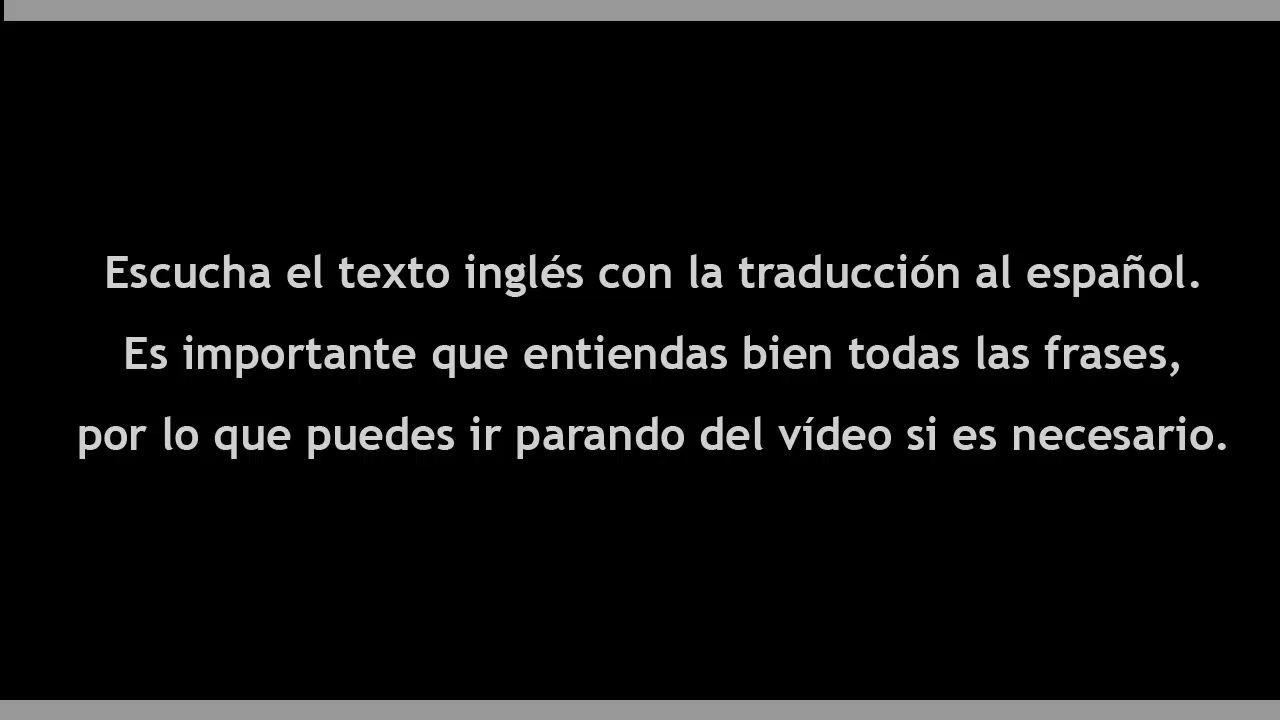 Escucha el texto inglés con la traducción al español.
Es importante que entiendas bien todas las frases,
por lo que puedes ir parando del vídeo si es necesario.